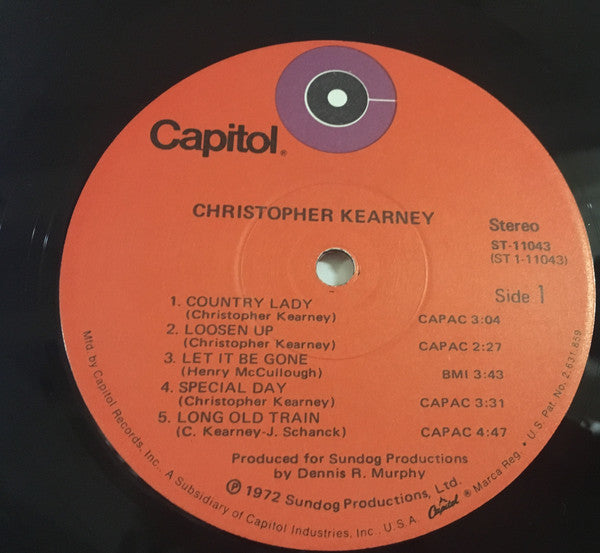 Capitol®
CHRISTOPHER KEARNEY
Stereo
ST-11043
(ST 1-11043)
Side 1
1. COUNTRY LADY
(Christopher Kearney) CAPAC 3:04
2. LOOSEN UP
(Christopher Kearney) CAPAC 2:27
3. LET IT BE GONE
(Henry McCullough) BMI 3:43
4. SPECIAL DAY
(Christopher Kearney) CAPAC 3:31
5. LONG OLD TRAIN
(C. Kearney-J. Schanck) CAPAC 4:47
Produced for Sundog Productions
by Dennis R. Murphy
℗ 1972 Sundog Productions, Ltd.
Mfd. by Capitol Records, Inc., A Subsidiary of Capitol Industries, Inc., U.S.A. Capitol ® Marca Reg. • U.S. Pat. No. 2,631,859